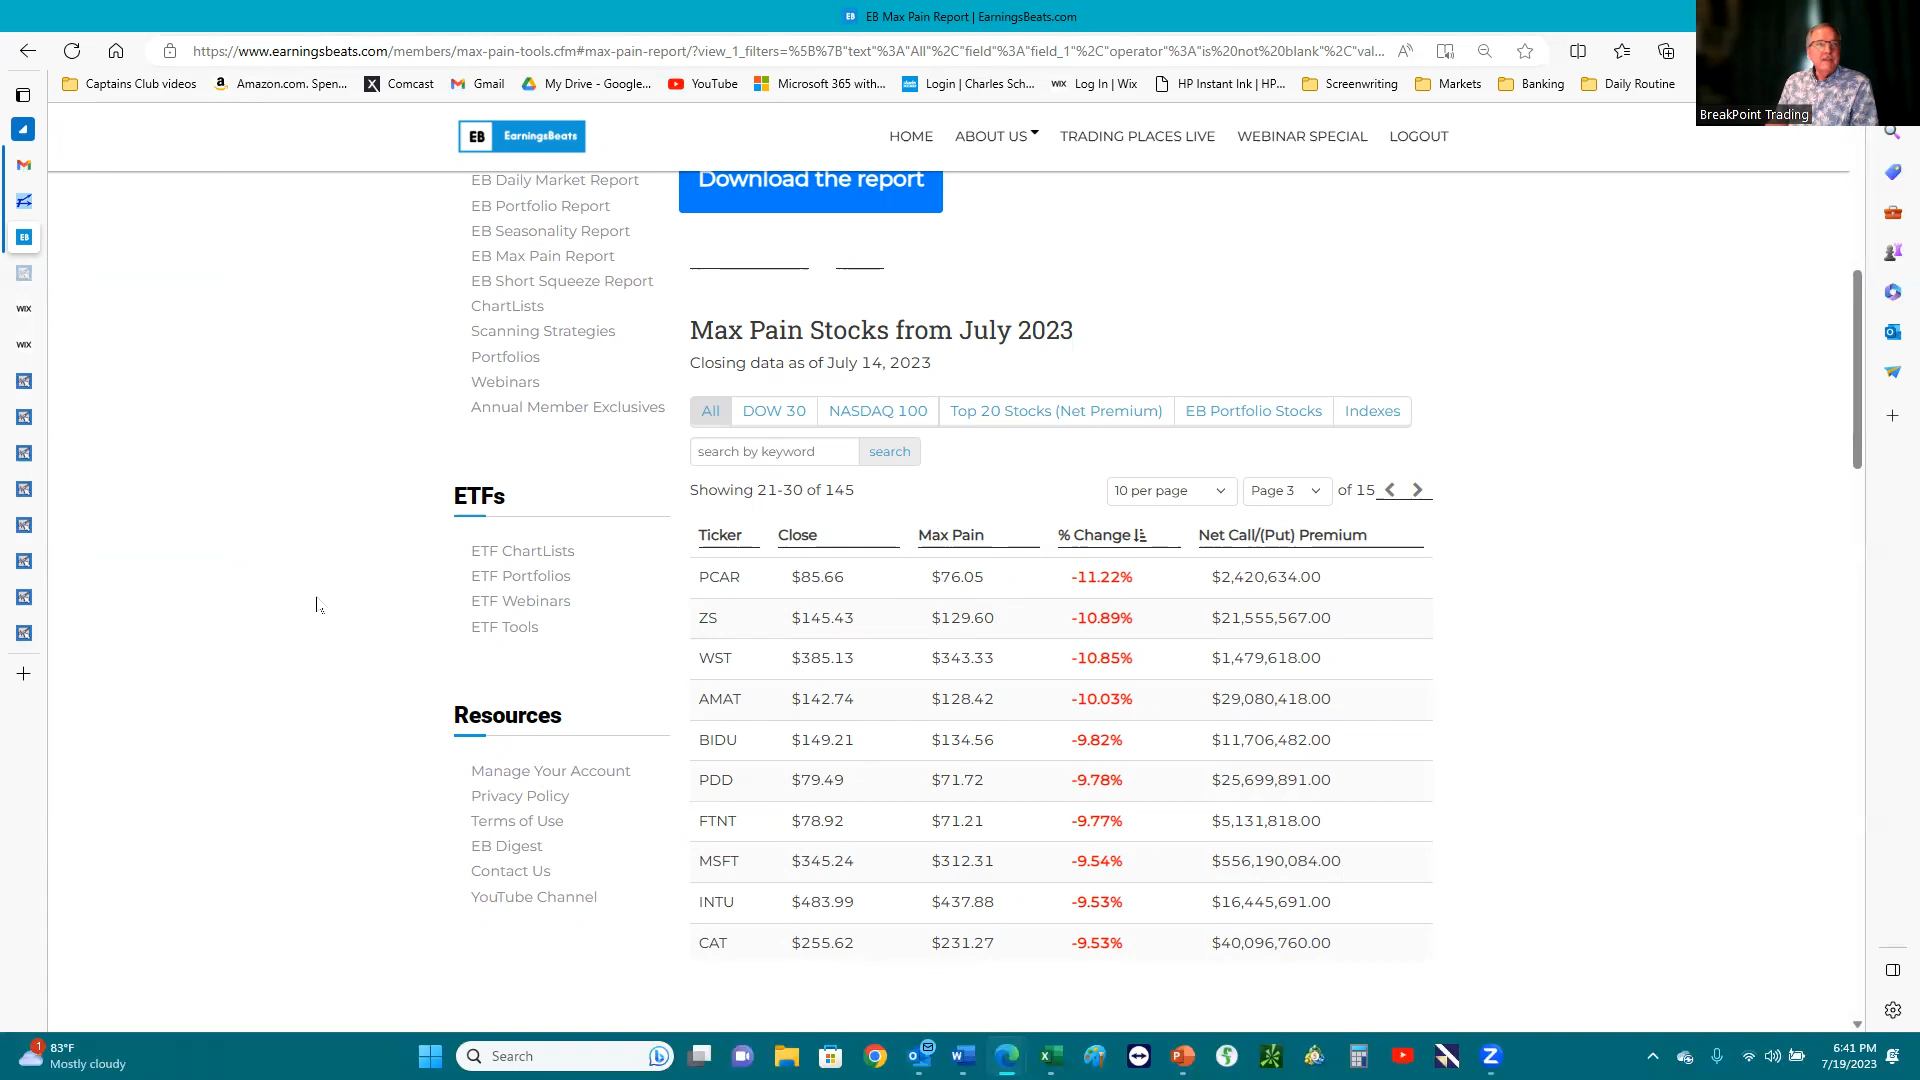 EB Max Pain Report | EarningsBeats.com
https://www.earningsbeats.com/members/max-pain-tools.cfm#max-pain-report/?view_1_filters=%5B%7B"text"%3A"All"%2C"field"%3A"field_1"%2C"operator"%3A"is%20not%20blank"%2C"val...
Captains Club videos
Amazon.com. Spen...
Comcast
Gmail
My Drive - Google...
YouTube
Microsoft 365 with...
Login | Charles Sch...
WIX Log In | Wix
HP Instant Ink | HP...
Screenwriting
Markets
Banking
Daily Routine
BreakPoint Trading
EB EarningsBeats
HOME ABOUT US TRADING PLACES LIVE WEBINAR SPECIAL LOGOUT
EB
WIX
WIX
EB Daily Market Report
EB Portfolio Report
EB Seasonality Report
EB Max Pain Report
EB Short Squeeze Report
ChartLists
Scanning Strategies
Portfolios
Webinars
Annual Member Exclusives
ETFs
ETF ChartLists
ETF Portfolios
ETF Webinars
ETF Tools
Resources
Manage Your Account
Privacy Policy
Terms of Use
EB Digest
Contact Us
YouTube Channel
Download the report
Max Pain Stocks from July 2023
Closing data as of July 14, 2023
All DOW 30 NASDAQ 100 Top 20 Stocks (Net Premium) EB Portfolio Stocks Indexes
search by keyword search
Showing 21-30 of 145 10 per page Page 3 of 15
Ticker Close Max Pain % Change Net Call/(Put) Premium
PCAR $85.66 $76.05 -11.22% $2,420,634.00
ZS $145.43 $129.60 -10.89% $21,555,567.00
WST $385.13 $343.33 -10.85% $1,479,618.00
AMAT $142.74 $128.42 -10.03% $29,080,418.00
BIDU $149.21 $134.56 -9.82% $11,706,482.00
PDD $79.49 $71.72 -9.78% $25,699,891.00
FTNT $78.92 $71.21 -9.77% $5,131,818.00
MSFT $345.24 $312.31 -9.54% $556,190,084.00
INTU $483.99 $437.88 -9.53% $16,445,691.00
CAT $255.62 $231.27 -9.53% $40,096,760.00
1
83°F
Mostly cloudy
Search
6:41 PM
7/19/2023